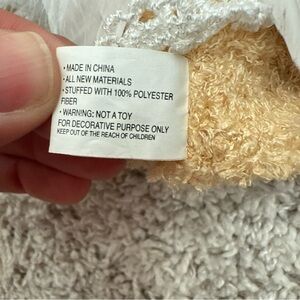 • MADE IN CHINA
• ALL NEW MATERIALS
• STUFFED WITH 100% POLYESTER
FIBER
• WARNING: NOT A TOY
FOR DECORATIVE PURPOSE ONLY
KEEP OUT OF THE REACH OF CHILDREN